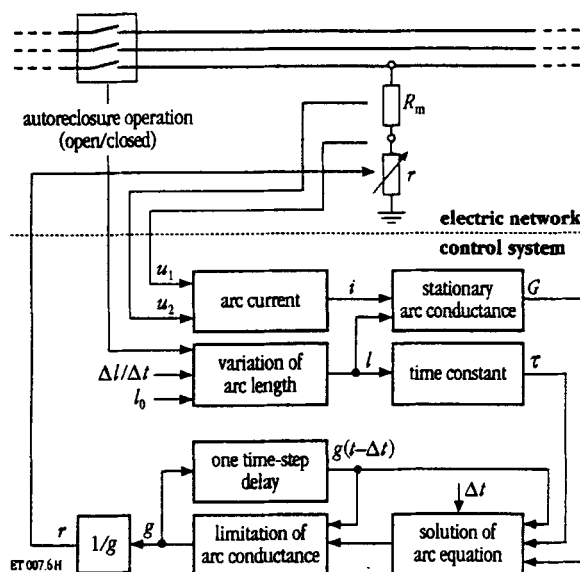 R_m
autoreclosure operation
(open/closed)
r
electric network
control system
u_1
u_2
arc current
i
stationary
arc conductance
G
Δl/Δt
l_0
variation of
arc length
l
time constant
τ
one time-step
delay
g(t−Δt)
Δt
r
1/g
g
limitation of
arc conductance
solution of
arc equation
ET 007.6H